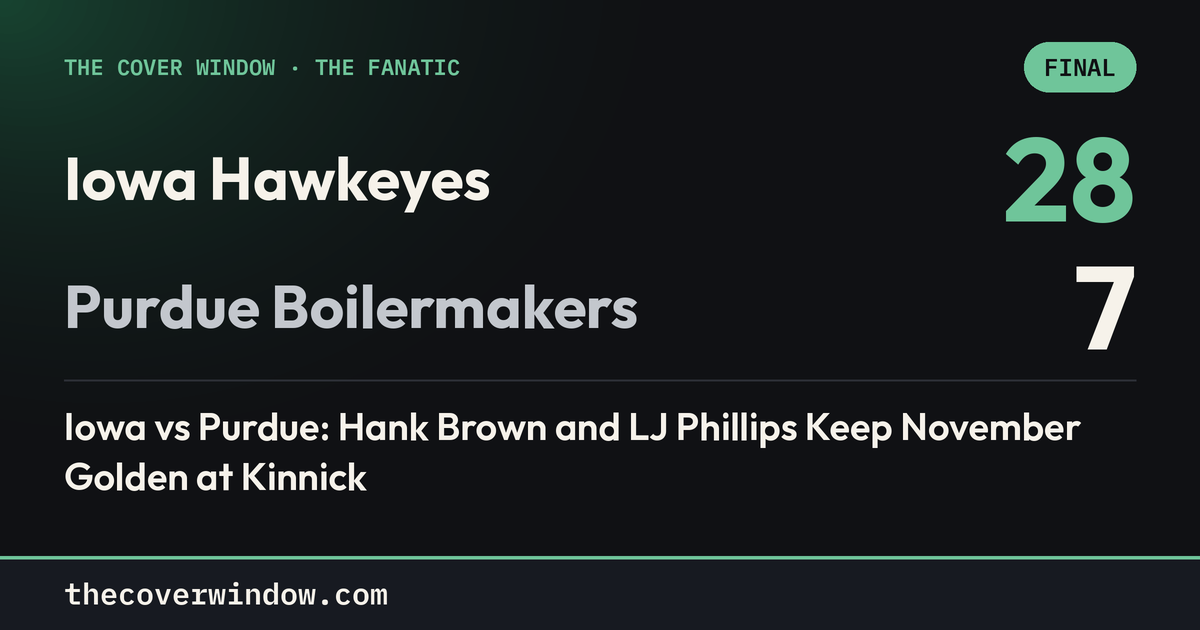 THE COVER WINDOW · THE FANATIC
FINAL
Iowa Hawkeyes
28
Purdue Boilermakers
7
Iowa vs Purdue: Hank Brown and LJ Phillips Keep November
Golden at Kinnick
thecoverwindow.com